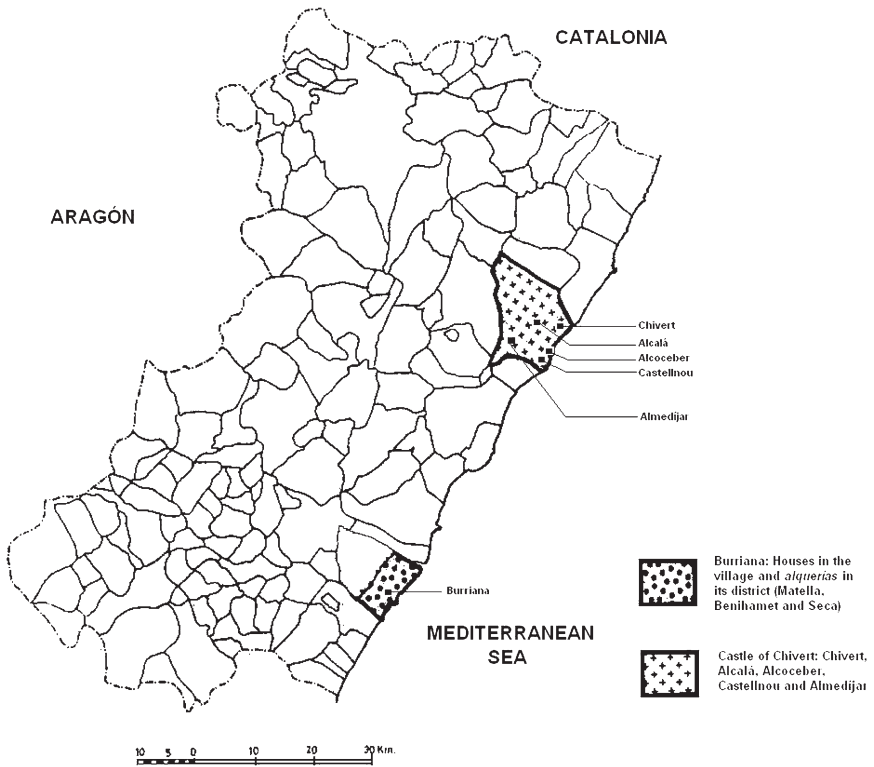 CATALONIA
ARAGÓN
Chivert
Alcalá
Alcoceber
Castellnou
Almedíjar
Burriana
MEDITERRANEAN
SEA
Burriana: Houses in the
village and alquerías in
its district (Matella,
Benihamet and Seca)
Castle of Chivert: Chivert,
Alcalá, Alcoceber,
Castellnou and Almedíjar
10 5 0 10 20 30 Km.